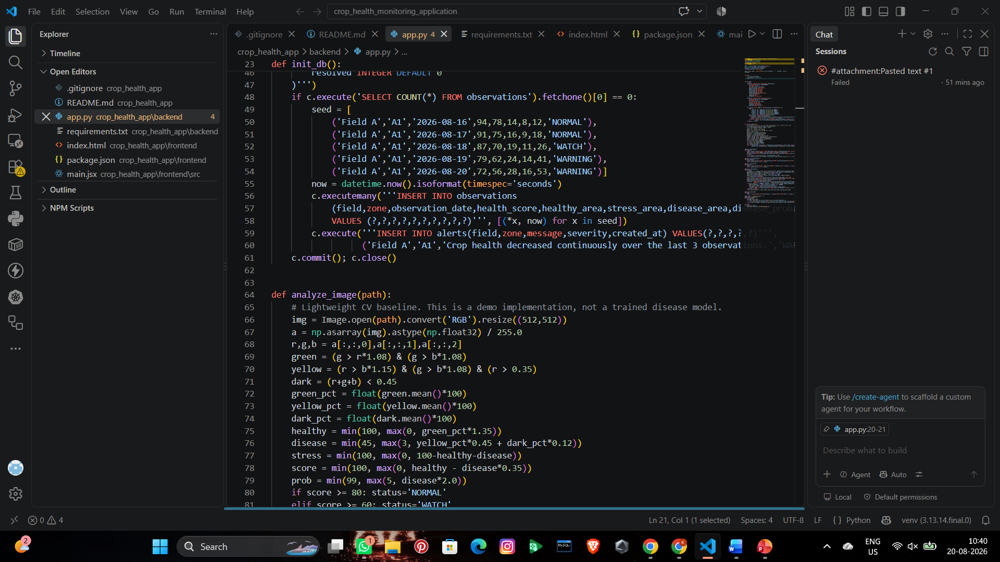 File Edit Selection View Go Run Terminal Help
crop_health_monitoring_application
Explorer
Timeline
Open Editors
.gitignore crop_health_app
README.md crop_health_app
app.py crop_health_app\backend 4
requirements.txt crop_health_app\backend
index.html crop_health_app\frontend
package.json crop_health_app\frontend
main.jsx crop_health_app\frontend\src
Outline
NPM Scripts
.gitignore README.md app.py 4 requirements.txt index.html package.json mai
crop_health_app > backend > app.py > ...
23 def init_db():
46 resolved INTEGER DEFAULT 0
47 )''')
48 if c.execute('SELECT COUNT(*) FROM observations').fetchone()[0] == 0:
49 seed = [
50 ('Field A','A1','2026-08-16',94,78,14,8,12,'NORMAL'),
51 ('Field A','A1','2026-08-17',91,75,16,9,18,'NORMAL'),
52 ('Field A','A1','2026-08-18',87,70,19,11,26,'WATCH'),
53 ('Field A','A1','2026-08-19',79,62,24,14,41,'WARNING'),
54 ('Field A','A1','2026-08-20',72,56,28,16,53,'WARNING')]
55 now = datetime.now().isoformat(timespec='seconds')
56 c.executemany('''INSERT INTO observations
57 (field,zone,observation_date,health_score,healthy_area,stress_area,disease_area,disease_prob
58 VALUES (?,?,?,?,?,?,?,?,?,?)''', [(*x, now) for x in seed])
59 c.execute('''INSERT INTO alerts(field,zone,message,severity,created_at) VALUES(?,?,?,?,?)''',
60 ('Field A','A1','Crop health decreased continuously over the last 3 observations.','WA
61 c.commit(); c.close()
62
63
64 def analyze_image(path):
65 # Lightweight CV baseline. This is a demo implementation, not a trained disease model.
66 img = Image.open(path).convert('RGB').resize((512,512))
67 a = np.asarray(img).astype(np.float32) / 255.0
68 r,g,b = a[:,:,0],a[:,:,1],a[:,:,2]
69 green = (g > r*1.08) & (g > b*1.08)
70 yellow = (r > b*1.15) & (g > b*1.08) & (r > 0.35)
71 dark = (r+g+b) < 0.45
72 green_pct = float(green.mean()*100)
73 yellow_pct = float(yellow.mean()*100)
74 dark_pct = float(dark.mean()*100)
75 healthy = min(100, max(0, green_pct*1.35))
76 disease = min(45, max(3, yellow_pct*0.45 + dark_pct*0.12))
77 stress = min(100, max(0, 100-healthy-disease))
78 score = min(100, max(0, healthy - disease*0.35))
79 prob = min(99, max(5, disease*2.0))
80 if score >= 80: status='NORMAL'
81 elif score >= 60: status='WATCH'
Chat
Sessions
#attachment:Pasted text #1
Failed · 51 mins ago
Tip: Use /create-agent to scaffold a custom
agent for your workflow.
app.py:20-21
Describe what to build
Agent Auto
Local Default permissions
0 4
Ln 21, Col 1 (1 selected) Spaces: 4 UTF-8 LF { } Python venv (3.13.14.final.0)
2
Search
1
MySQL
K
W
P
ENG
US
10:40
20-08-2026